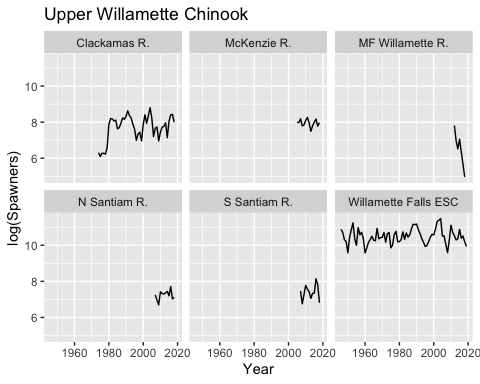 Upper Willamette Chinook
Clackamas R.
McKenzie R.
MF Willamette R.
10
8
6
N Santiam R.
S Santiam R.
Willamette Falls ESC
10
8
6
log(Spawners)
1960 1980 2000 2020
1960 1980 2000 2020
1960 1980 2000 2020
Year